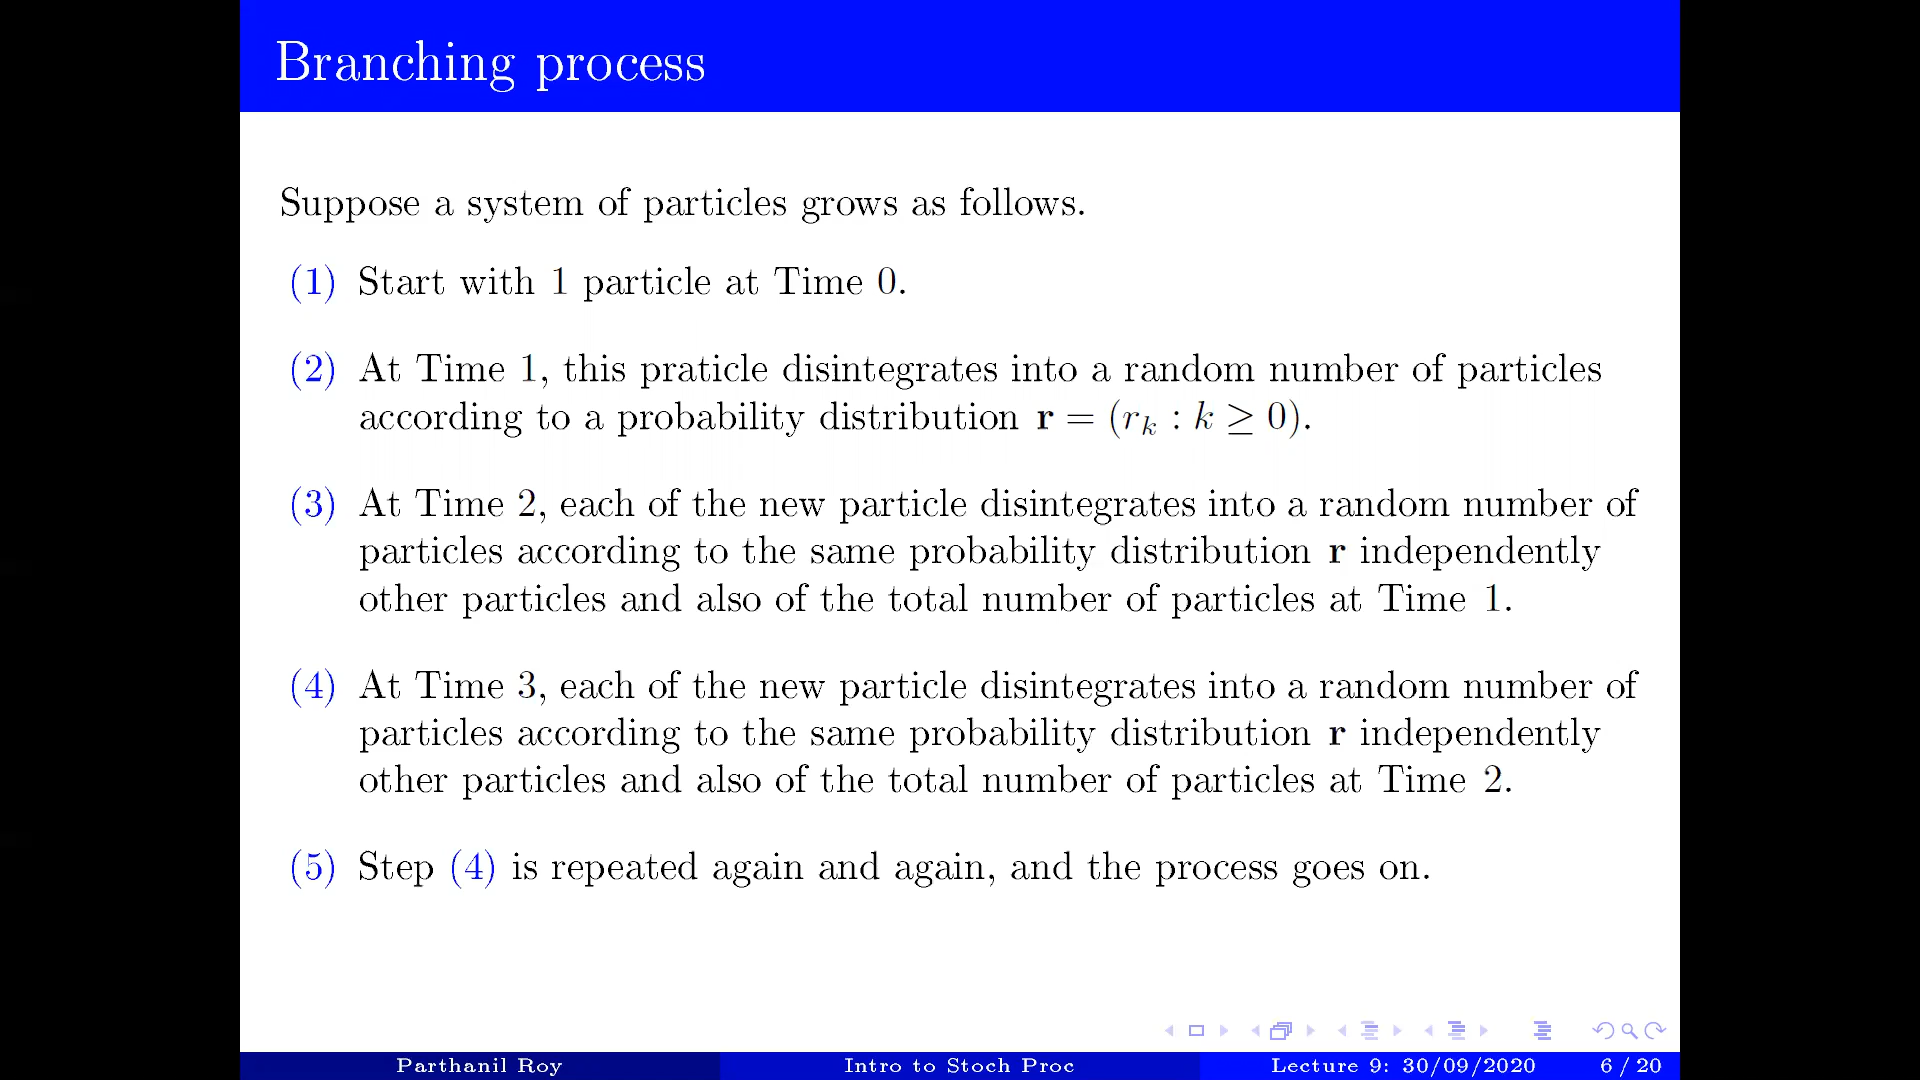 Branching process
Suppose a system of particles grows as follows.
(1) Start with 1 particle at Time 0.
(2) At Time 1, this praticle disintegrates into a random number of particles
according to a probability distribution r = (r_k : k ≥ 0).
(3) At Time 2, each of the new particle disintegrates into a random number of
particles according to the same probability distribution r independently
other particles and also of the total number of particles at Time 1.
(4) At Time 3, each of the new particle disintegrates into a random number of
particles according to the same probability distribution r independently
other particles and also of the total number of particles at Time 2.
(5) Step (4) is repeated again and again, and the process goes on.
Parthanil Roy Intro to Stoch Proc Lecture 9: 30/09/2020 6 / 20